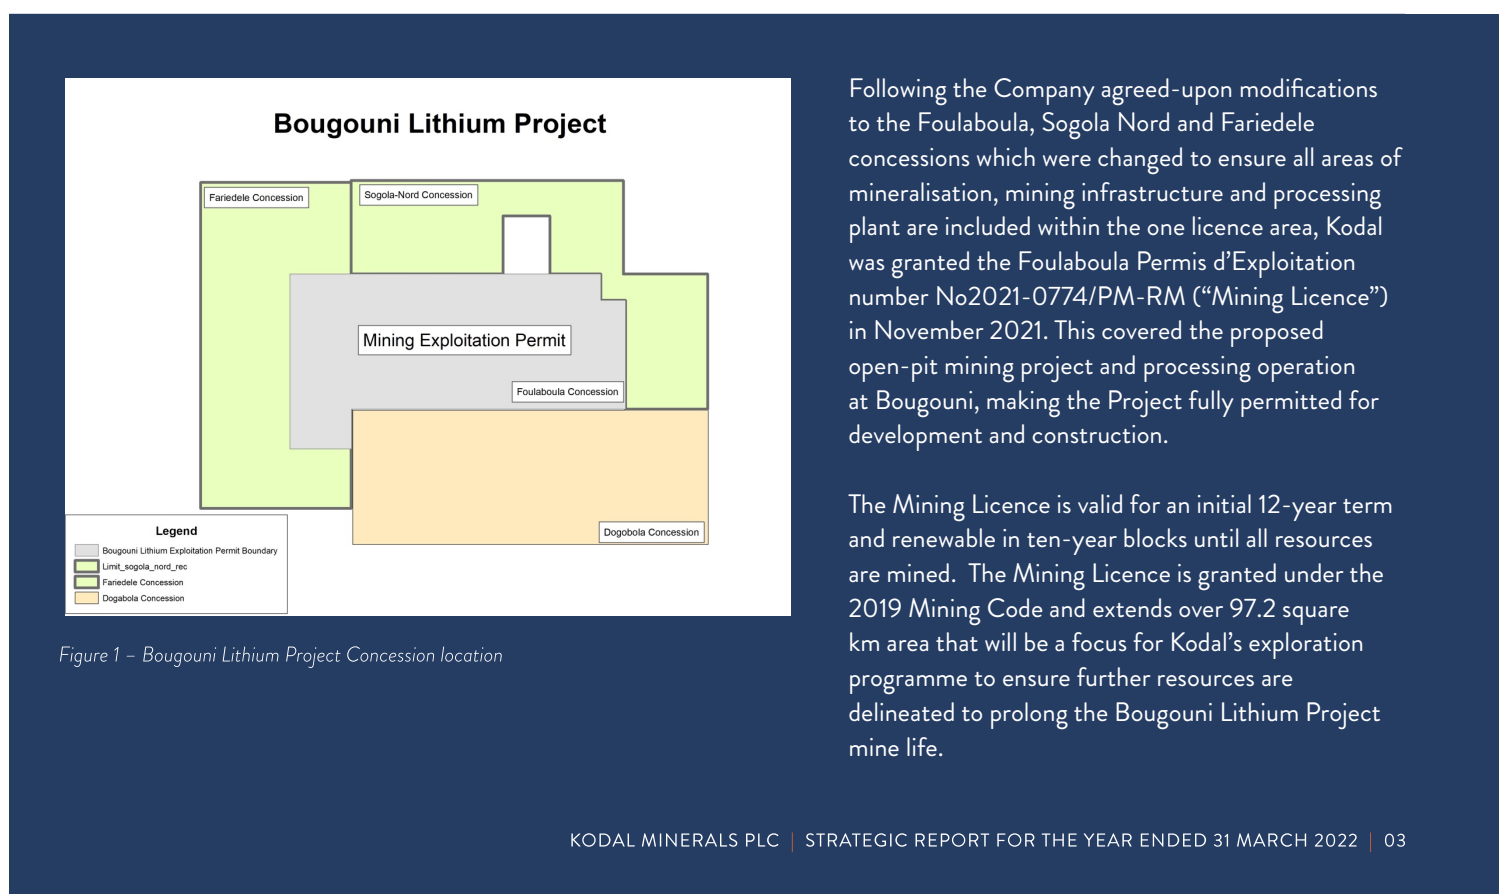 Bougouni Lithium Project
Fariedele Concession
Sogola-Nord Concession
Mining Exploitation Permit
Foulaboula Concession
Dogobola Concession
Legend
Bougouni Lithium Exploitation Permit Boundary
Limit_sogola_nord_rec
Fariedele Concession
Dogabola Concession
Figure 1 – Bougouni Lithium Project Concession location
Following the Company agreed-upon modifications
to the Foulaboula, Sogola Nord and Fariedele
concessions which were changed to ensure all areas of
mineralisation, mining infrastructure and processing
plant are included within the one licence area, Kodal
was granted the Foulaboula Permis d’Exploitation
number No2021-0774/PM-RM (“Mining Licence”)
in November 2021. This covered the proposed
open-pit mining project and processing operation
at Bougouni, making the Project fully permitted for
development and construction.
The Mining Licence is valid for an initial 12-year term
and renewable in ten-year blocks until all resources
are mined.  The Mining Licence is granted under the
2019 Mining Code and extends over 97.2 square
km area that will be a focus for Kodal’s exploration
programme to ensure further resources are
delineated to prolong the Bougouni Lithium Project
mine life.
KODAL MINERALS PLC | STRATEGIC REPORT FOR THE YEAR ENDED 31 MARCH 2022 | 03